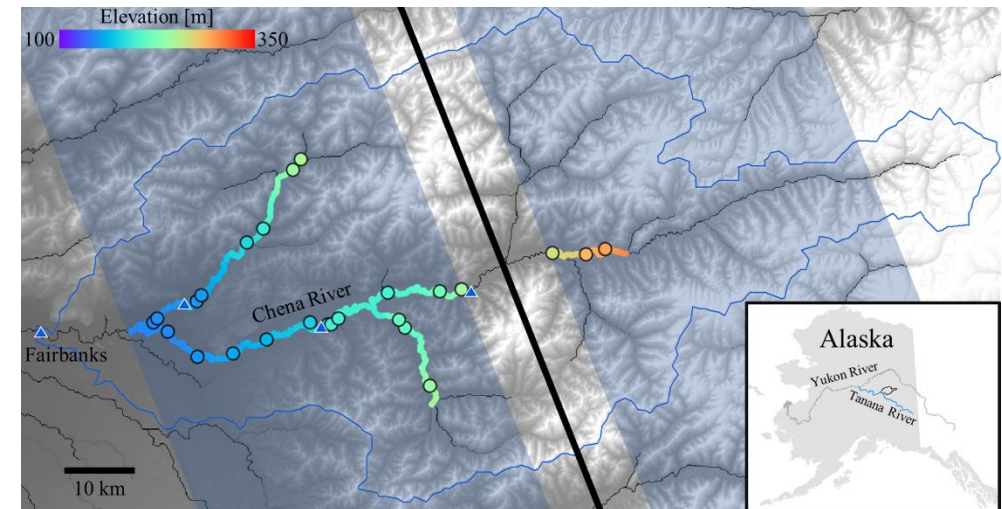 Elevation [m]
100 350
Chena River
Fairbanks
10 km
Alaska
Yukon River
Tanana River